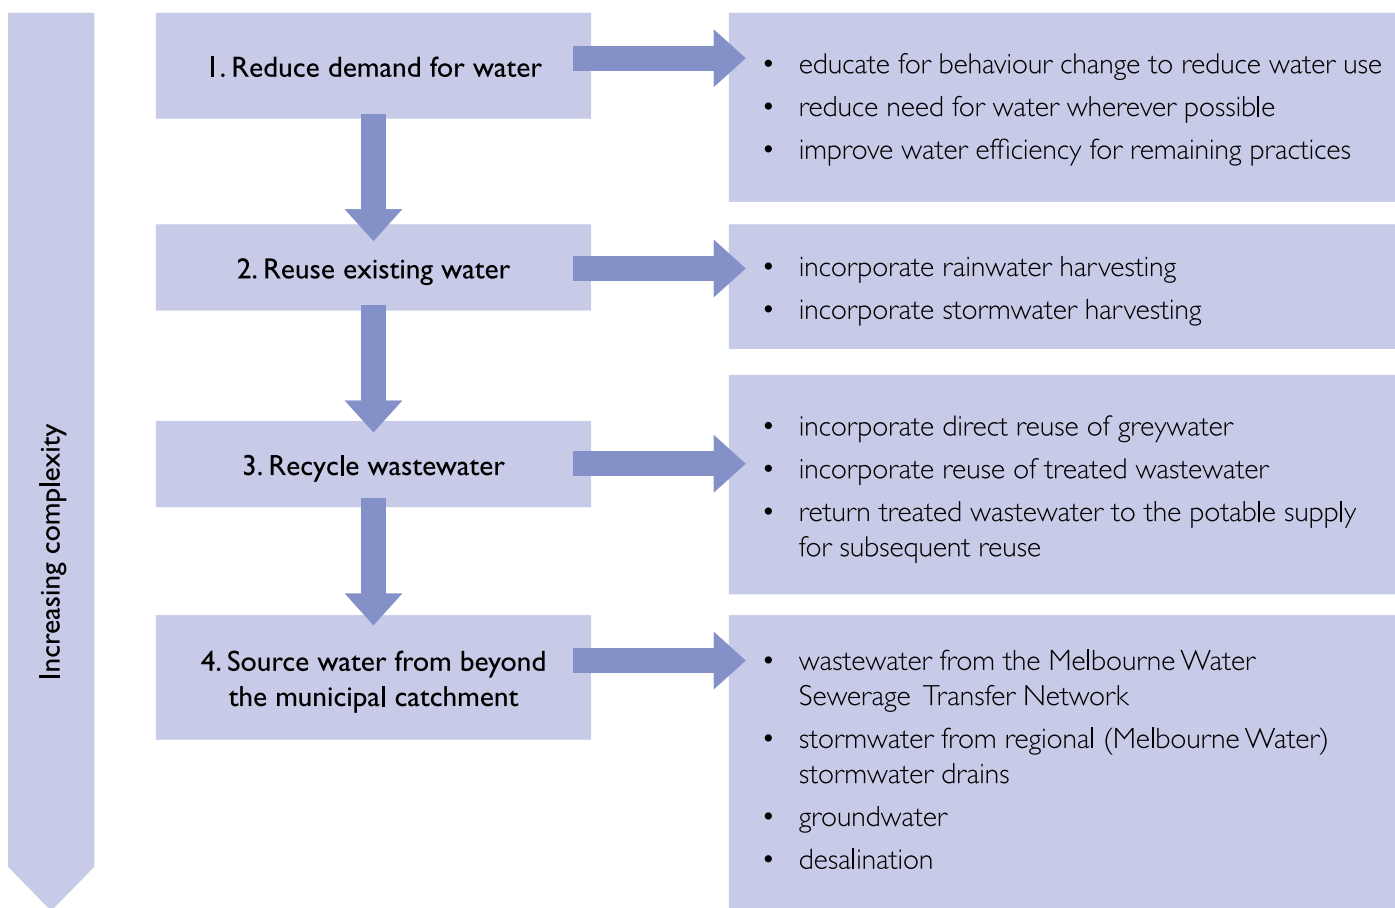 Increasing complexity
1. Reduce demand for water
• educate for behaviour change to reduce water use
• reduce need for water wherever possible
• improve water efficiency for remaining practices
2. Reuse existing water
• incorporate rainwater harvesting
• incorporate stormwater harvesting
3. Recycle wastewater
• incorporate direct reuse of greywater
• incorporate reuse of treated wastewater
• return treated wastewater to the potable supply
for subsequent reuse
4. Source water from beyond
the municipal catchment
• wastewater from the Melbourne Water
Sewerage Transfer Network
• stormwater from regional (Melbourne Water)
stormwater drains
• groundwater
• desalination